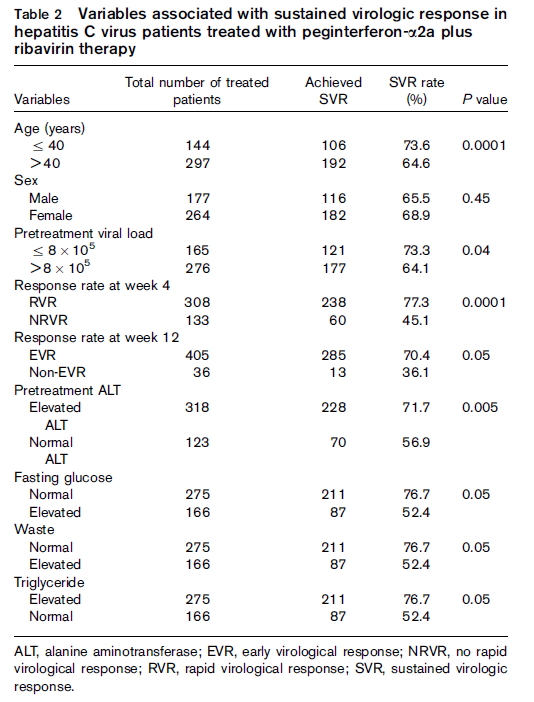 Table 2 Variables associated with sustained virologic response in
hepatitis C virus patients treated with peginterferon-α2a plus
ribavirin therapy
Total number of treated Achieved SVR rate
Variables patients SVR (%) P value
Age (years)
≤ 40 144 106 73.6 0.0001
>40 297 192 64.6
Sex
Male 177 116 65.5 0.45
Female 264 182 68.9
Pretreatment viral load
≤ 8 × 10⁵ 165 121 73.3 0.04
>8 × 10⁵ 276 177 64.1
Response rate at week 4
RVR 308 238 77.3 0.0001
NRVR 133 60 45.1
Response rate at week 12
EVR 405 285 70.4 0.05
Non-EVR 36 13 36.1
Pretreatment ALT
Elevated 318 228 71.7 0.005
ALT
Normal 123 70 56.9
ALT
Fasting glucose
Normal 275 211 76.7 0.05
Elevated 166 87 52.4
Waste
Normal 275 211 76.7 0.05
Elevated 166 87 52.4
Triglyceride
Elevated 275 211 76.7 0.05
Normal 166 87 52.4
ALT, alanine aminotransferase; EVR, early virological response; NRVR, no rapid
virological response; RVR, rapid virological response; SVR, sustained virologic
response.